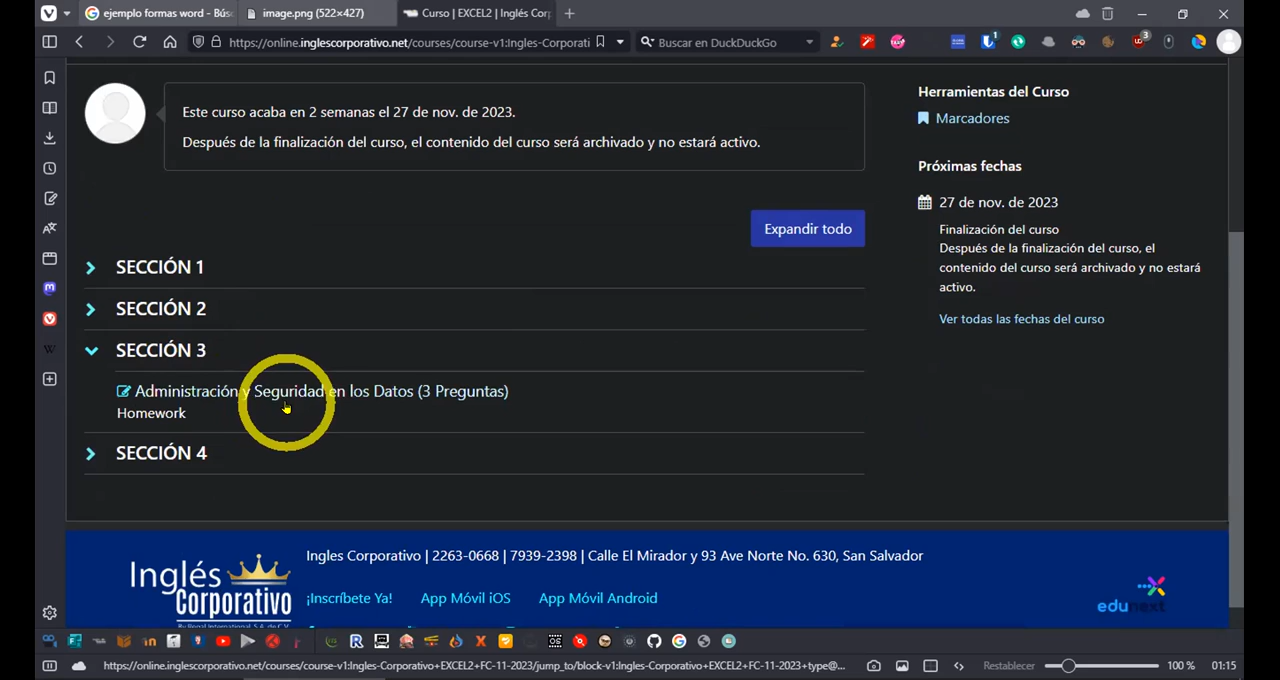 ejemplo formas word - Bús
image.png (522×427)
Curso | EXCEL2 | Inglés Cor
https://online.inglescorporativo.net/courses/course-v1:Ingles-Corporati
Buscar en DuckDuckGo
1
3
Este curso acaba en 2 semanas el 27 de nov. de 2023.
Después de la finalización del curso, el contenido del curso será archivado y no estará activo.
Herramientas del Curso
Marcadores
Próximas fechas
27 de nov. de 2023
Finalización del curso
Después de la finalización del curso, el
contenido del curso será archivado y no estará
activo.
Ver todas las fechas del curso
Expandir todo
SECCIÓN 1
SECCIÓN 2
SECCIÓN 3
Administración y Seguridad en los Datos (3 Preguntas)
Homework
SECCIÓN 4
Inglés
Corporativo
Ingles Corporativo | 2263-0668 | 7939-2398 | Calle El Mirador y 93 Ave Norte No. 630, San Salvador
¡Inscríbete Ya!
App Móvil iOS
App Móvil Android
edunext
https://online.inglescorporativo.net/courses/course-v1:Ingles-Corporativo+EXCEL2+FC-11-2023/jump_to/block-v1:Ingles-Corporativo+EXCEL2+FC-11-2023+type@...
Restablecer
100 %
01:15